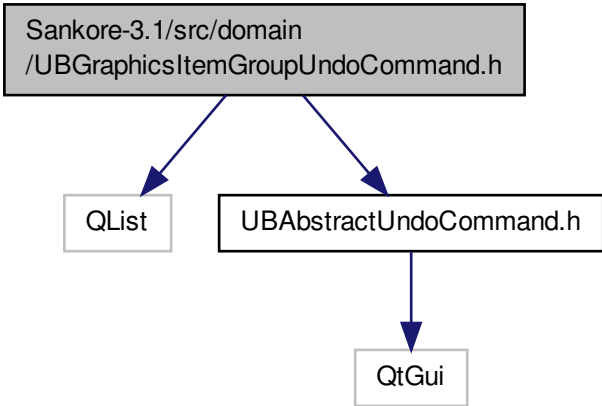 Sankore-3.1/src/domain
/UBGraphicsItemGroupUndoCommand.h
QList
UBAbstractUndoCommand.h
QtGui